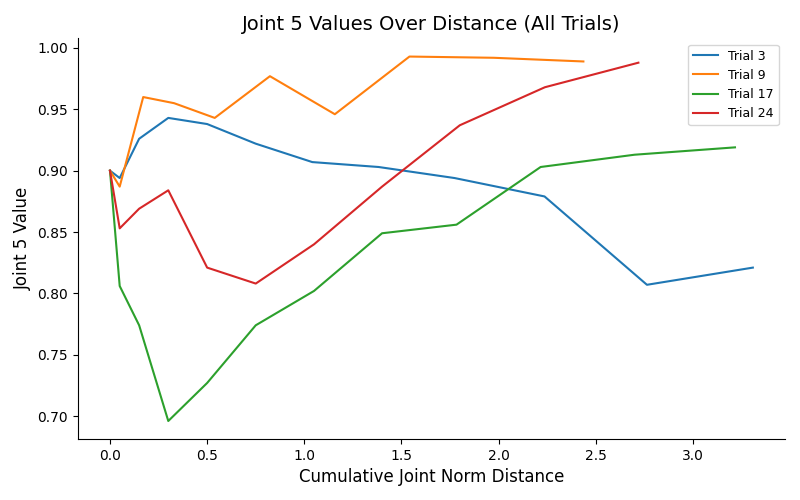 Joint 5 Values Over Distance (All Trials)
Trial 3
Trial 9
Trial 17
Trial 24
Joint 5 Value
1.00
0.95
0.90
0.85
0.80
0.75
0.70
0.0 0.5 1.0 1.5 2.0 2.5 3.0
Cumulative Joint Norm Distance